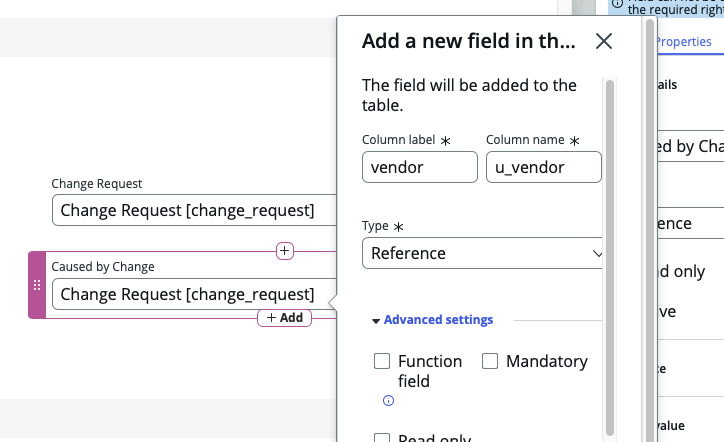 the required right
Add a new field in th...
Properties
The field will be added to the
table.
Column label *
Column name *
vendor
u_vendor
Type *
Reference
Advanced settings
Function
field
Mandatory
Read only
Change Request
Change Request [change_request]
Caused by Change
Change Request [change_request]
+ Add
ails
ed by Cha
ence
d only
ve
e
alue